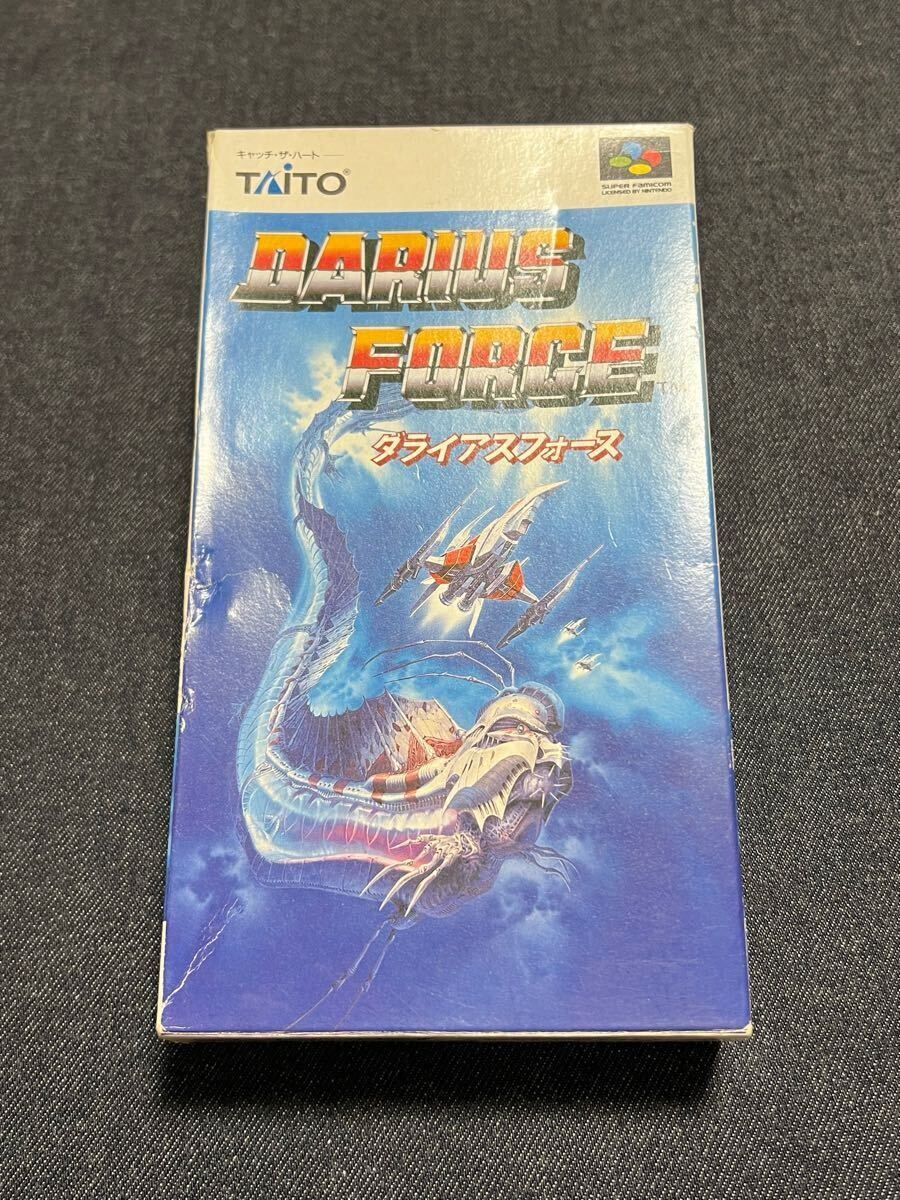 キャッチ・ザ・ハート
TAITO®
SUPER FAMICOM
LICENSED BY NINTENDO
DARIUS
FORCE™
ダライアスフォース